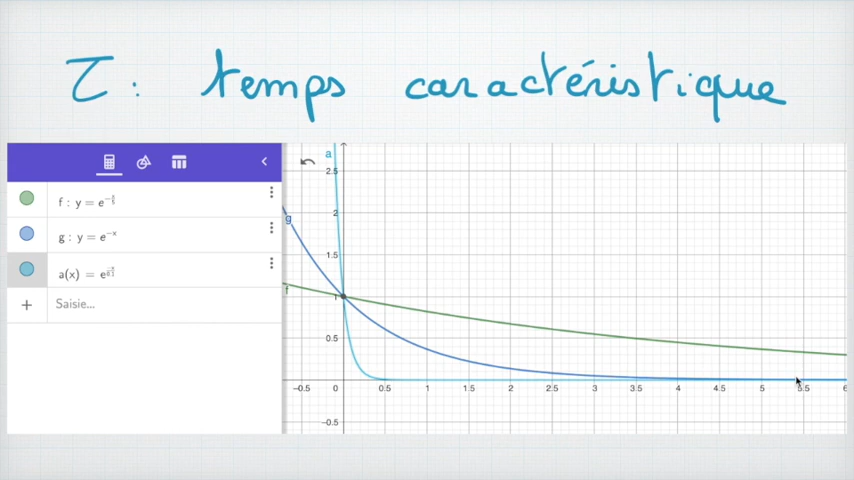 τ : temps caractéristique
f : y = e^
g : y = e^{-x}
a(x) = e^
+ Saisie...
a
g
f
2.5
2
1.5
1
0.5
−0.5
−0.5 0 0.5 1 1.5 2 2.5 3 3.5 4 4.5 5 5.5 6